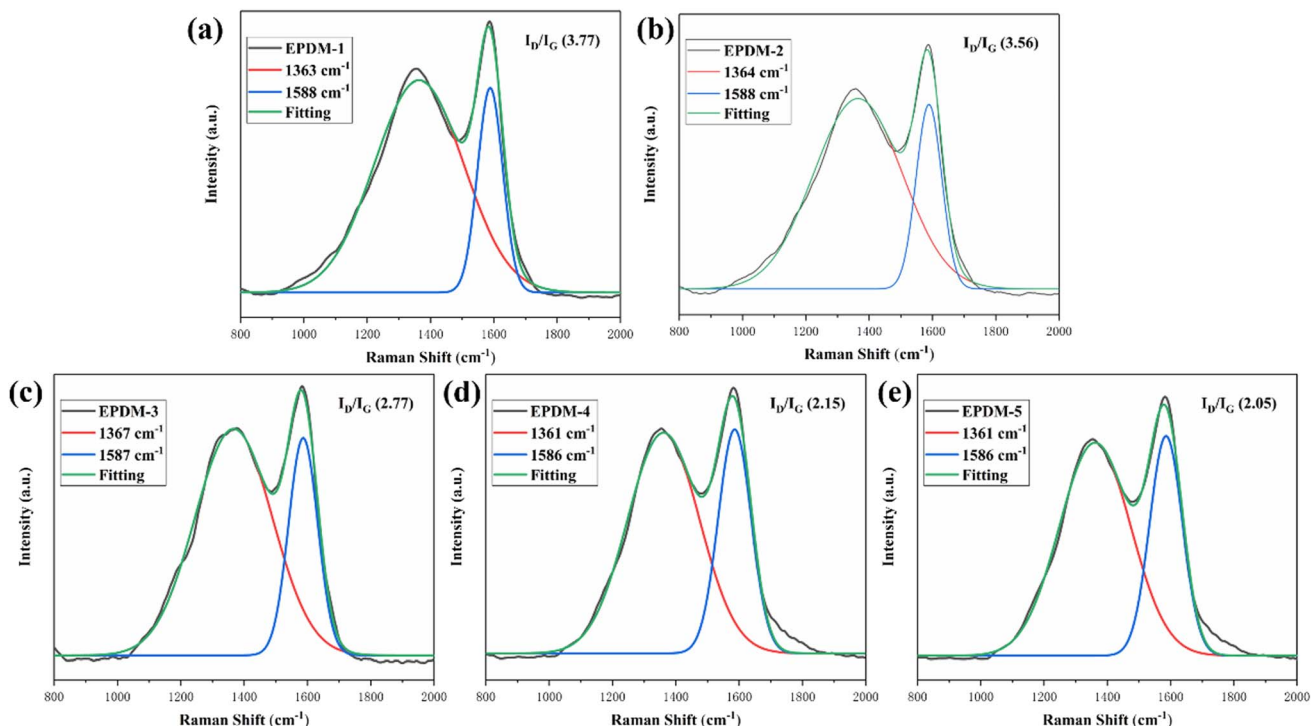 (a)
EPDM-1
1363 cm⁻¹
1588 cm⁻¹
Fitting
I_D/I_G (3.77)
Intensity (a.u.)
800 1000 1200 1400 1600 1800 2000
Raman Shift (cm⁻¹)
(b)
EPDM-2
1364 cm⁻¹
1588 cm⁻¹
Fitting
I_D/I_G (3.56)
Intensity (a.u.)
800 1000 1200 1400 1600 1800 2000
Raman Shift (cm⁻¹)
(c)
EPDM-3
1367 cm⁻¹
1587 cm⁻¹
Fitting
I_D/I_G (2.77)
Intensity (a.u.)
800 1000 1200 1400 1600 1800 2000
Raman Shift (cm⁻¹)
(d)
EPDM-4
1361 cm⁻¹
1586 cm⁻¹
Fitting
I_D/I_G (2.15)
Intensity (a.u.)
800 1000 1200 1400 1600 1800 2000
Raman Shift (cm⁻¹)
(e)
EPDM-5
1361 cm⁻¹
1586 cm⁻¹
Fitting
I_D/I_G (2.05)
Intensity (a.u.)
800 1000 1200 1400 1600 1800 2000
Raman Shift (cm⁻¹)